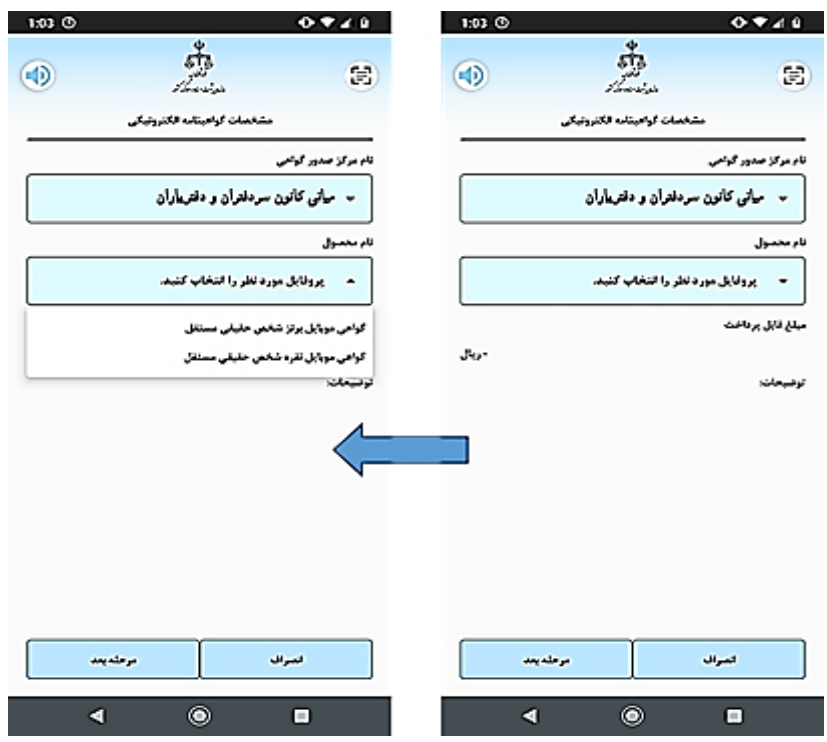 1:03
مشخصات گواهینامه الکترونیکی
نام مرکز صدور گواهی
میانی کانون سردفتران و دفتریاران
نام محصول
پروفایل مورد نظر را انتخاب کنید.
مبلغ قابل پرداخت
۰ ریال
توضیحات:
انصراف
مرحله بعد
1:03
مشخصات گواهینامه الکترونیکی
نام مرکز صدور گواهی
میانی کانون سردفتران و دفتریاران
نام محصول
پروفایل مورد نظر را انتخاب کنید.
گواهی موبایل برنز شخص حقیقی مستقل
گواهی موبایل نقره شخص حقیقی مستقل
توضیحات:
انصراف
مرحله بعد